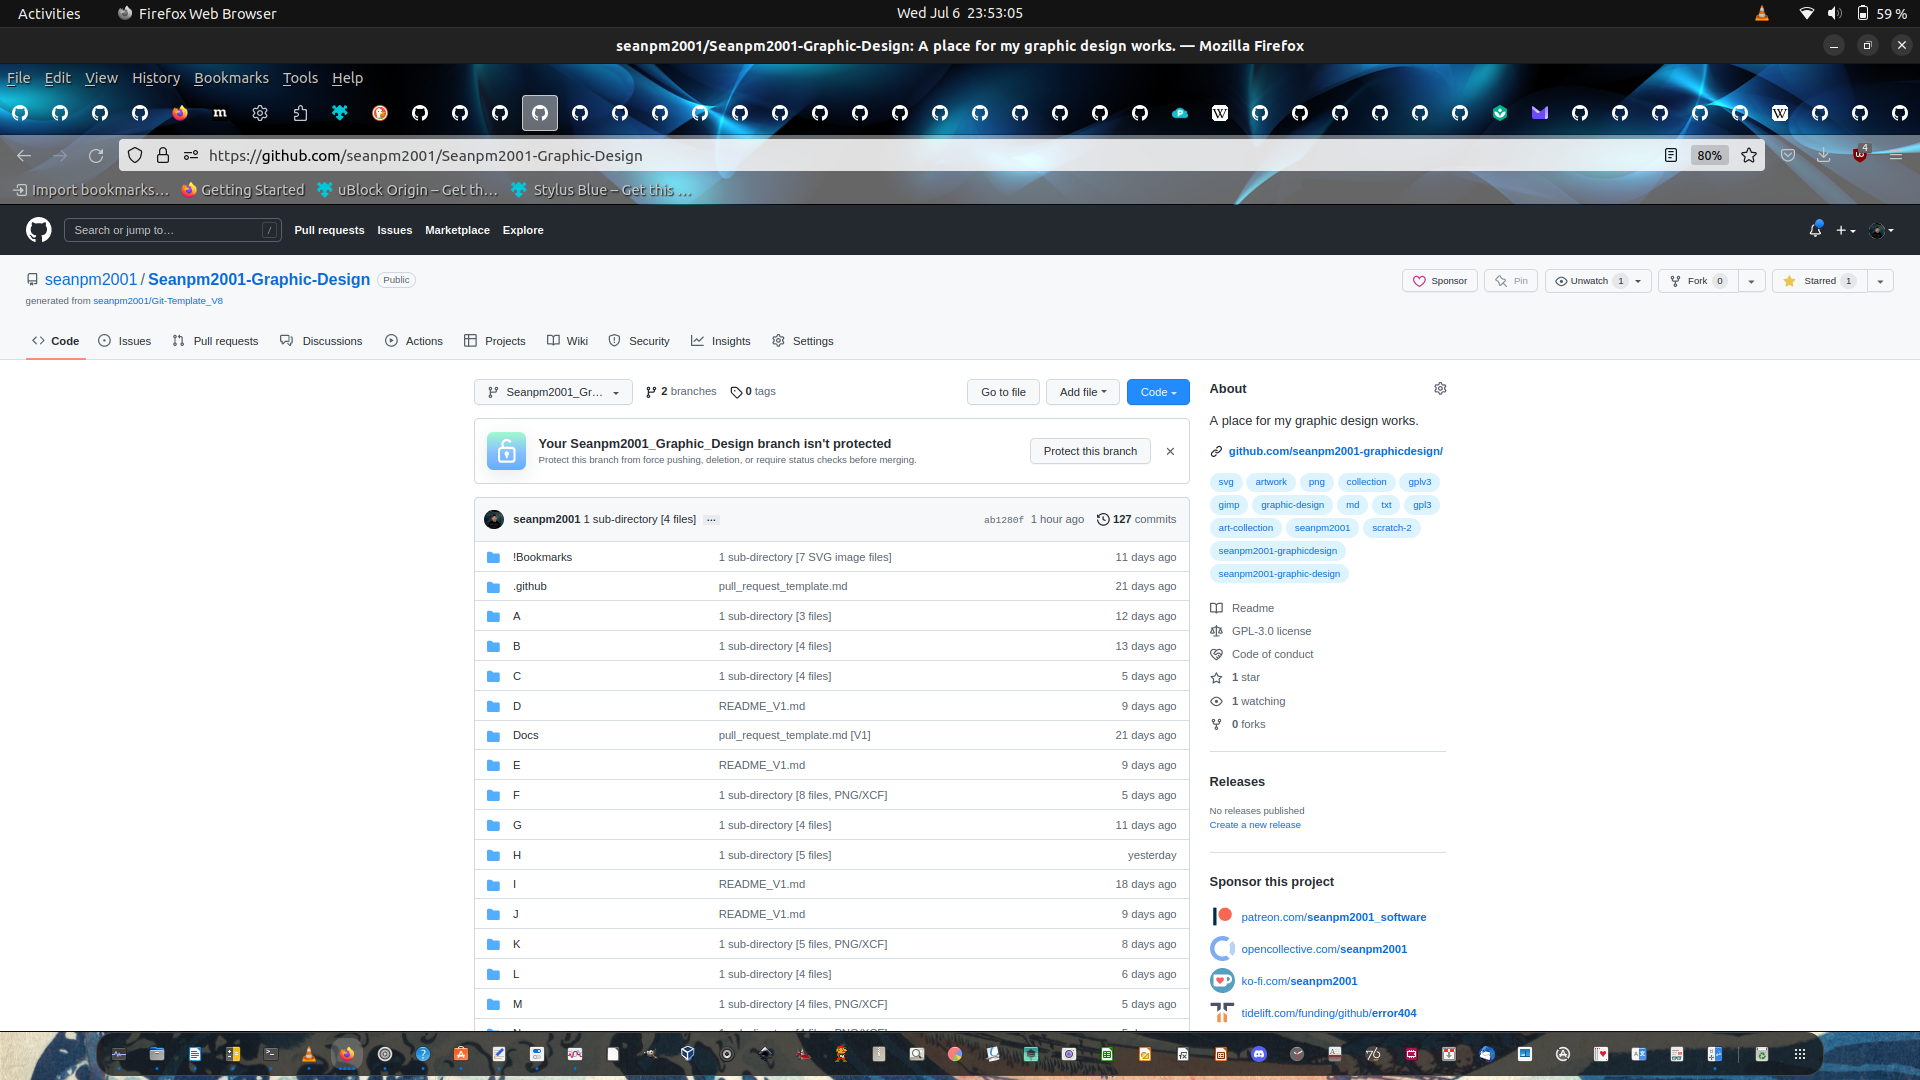 Activities Firefox Web Browser Wed Jul 6 23:53:05 59 %
seanpm2001/Seanpm2001-Graphic-Design: A place for my graphic design works. — Mozilla Firefox
File Edit View History Bookmarks Tools Help
https://github.com/seanpm2001/Seanpm2001-Graphic-Design 80% 4
Import bookmarks… Getting Started uBlock Origin – Get th… Stylus Blue – Get this …
Search or jump to… / Pull requests Issues Marketplace Explore
seanpm2001 / Seanpm2001-Graphic-Design Public Sponsor Pin Unwatch 1 Fork 0 Starred 1
generated from seanpm2001/Git-Template_V8
Code Issues Pull requests Discussions Actions Projects Wiki Security Insights Settings
Seanpm2001_Gr… 2 branches 0 tags Go to file Add file Code
Your Seanpm2001_Graphic_Design branch isn't protected
Protect this branch from force pushing, deletion, or require status checks before merging.
Protect this branch
seanpm2001 1 sub-directory [4 files] … ab1280f 1 hour ago 127 commits
!Bookmarks 1 sub-directory [7 SVG image files] 11 days ago
.github pull_request_template.md 21 days ago
A 1 sub-directory [3 files] 12 days ago
B 1 sub-directory [4 files] 13 days ago
C 1 sub-directory [4 files] 5 days ago
D README_V1.md 9 days ago
Docs pull_request_template.md [V1] 21 days ago
E README_V1.md 9 days ago
F 1 sub-directory [8 files, PNG/XCF] 5 days ago
G 1 sub-directory [4 files] 11 days ago
H 1 sub-directory [5 files] yesterday
I README_V1.md 18 days ago
J README_V1.md 9 days ago
K 1 sub-directory [5 files, PNG/XCF] 8 days ago
L 1 sub-directory [4 files] 6 days ago
M 1 sub-directory [4 files, PNG/XCF] 5 days ago
About
A place for my graphic design works.
github.com/seanpm2001-graphicdesign/
svg artwork png collection gplv3
gimp graphic-design md txt gpl3
art-collection seanpm2001 scratch-2
seanpm2001-graphicdesign
seanpm2001-graphic-design
Readme
GPL-3.0 license
Code of conduct
1 star
1 watching
0 forks
Releases
No releases published
Create a new release
Sponsor this project
patreon.com/seanpm2001_software
opencollective.com/seanpm2001
ko-fi.com/seanpm2001
tidelift.com/funding/github/error404